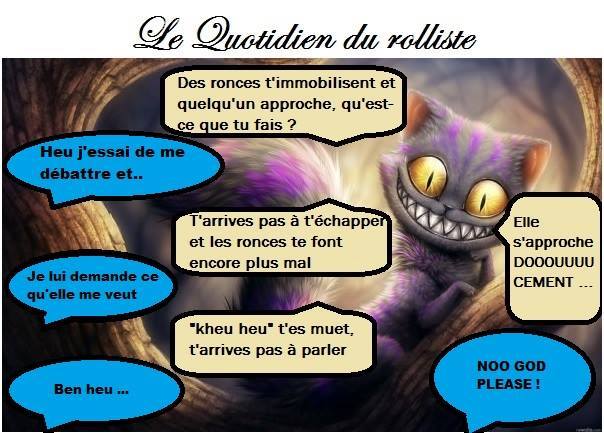 Le Quotidien du rolliste
Des ronces t'immobilisent et
quelqu'un approche, qu'est-
ce que tu fais ?
Heu j'essai de me
débattre et..
T'arrives pas à t'échapper
et les ronces te font
encore plus mal
Je lui demande ce
qu'elle me veut
"kheu heu" t'es muet,
t'arrives pas à parler
Ben heu ...
Elle
s'approche
DOOOUUUU
CEMENT ...
NOO GOD
PLEASE !